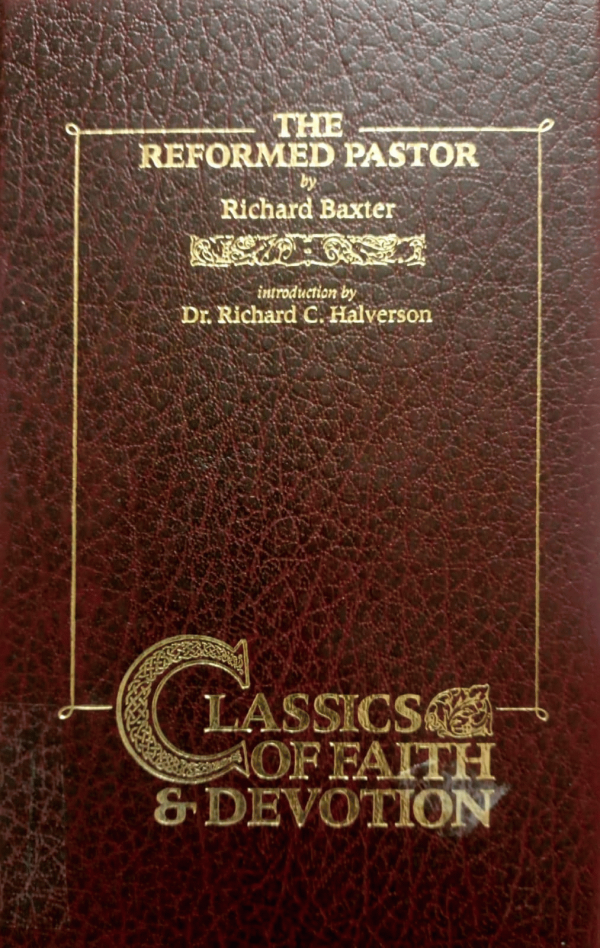 THE
REFORMED PASTOR
by
Richard Baxter
introduction by
Dr. Richard C. Halverson
CLASSICS
OF FAITH
& DEVOTION